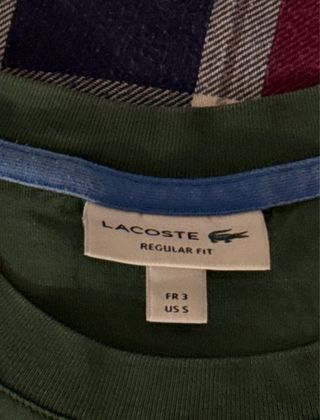 LACOSTE
REGULAR FIT
FR 3
US S